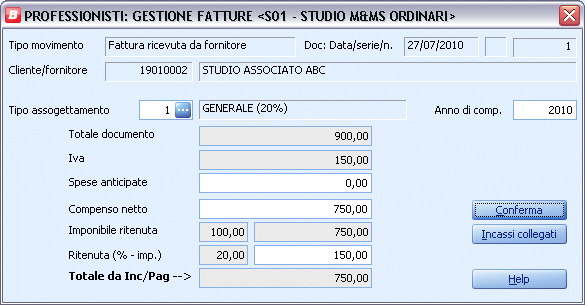 B PROFESSIONISTI: GESTIONE FATTURE <S01 - STUDIO M&MS ORDINARI>
Tipo movimento Fattura ricevuta da fornitore Doc: Data/serie/n. 27/07/2010 1
Cliente/fornitore 19010002 STUDIO ASSOCIATO ABC
Tipo assogettamento 1 ... GENERALE (20%) Anno di comp. 2010
Totale documento 900,00
Iva 150,00
Spese anticipate 0,00
Compenso netto 750,00 Conferma
Imponibile ritenuta 100,00 750,00 Incassi collegati
Ritenuta (% - imp.) 20,00 150,00
Totale da Inc/Pag --> 750,00 Help